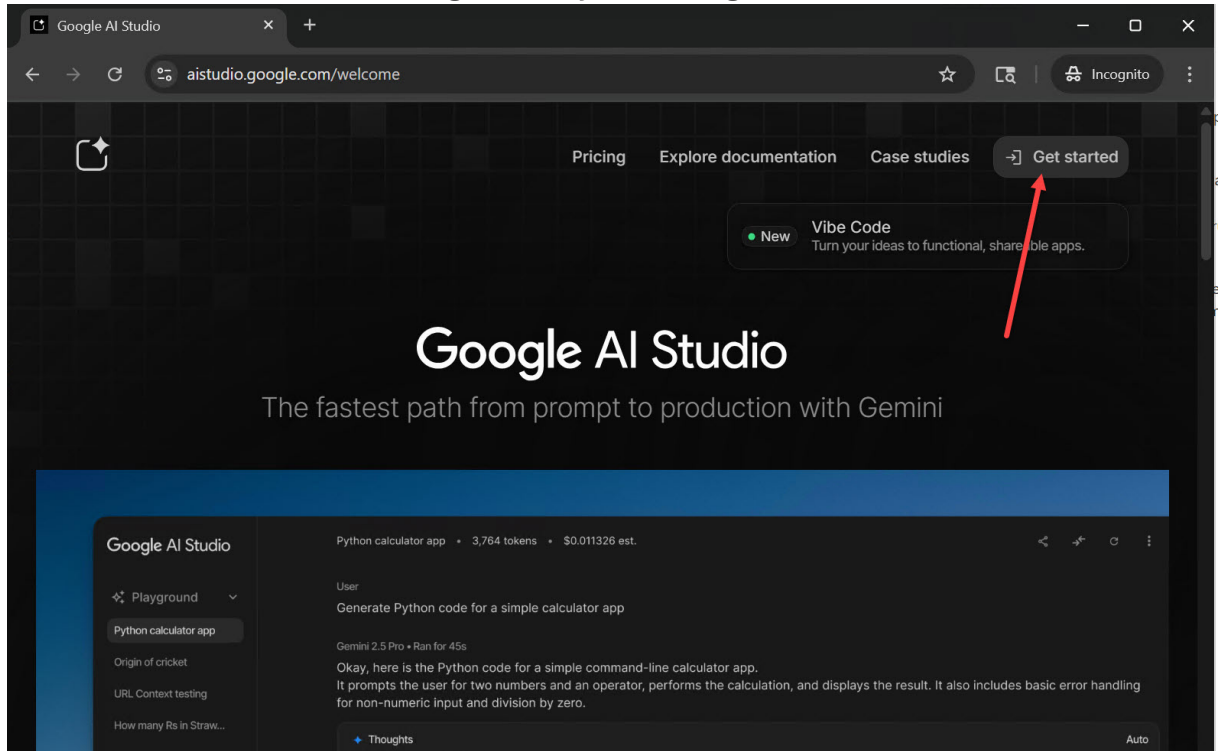 Google AI Studio
aistudio.google.com/welcome
Incognito
Pricing
Explore documentation
Case studies
Get started
New
Vibe Code
Turn your ideas to functional, shareable apps.
Google AI Studio
The fastest path from prompt to production with Gemini
Google AI Studio
Python calculator app • 3,764 tokens • $0.011326 est.
Playground
User
Generate Python code for a simple calculator app
Python calculator app
Gemini 2.5 Pro • Ran for 45s
Origin of cricket
Okay, here is the Python code for a simple command-line calculator app.
It prompts the user for two numbers and an operator, performs the calculation, and displays the result. It also includes basic error handling
for non-numeric input and division by zero.
URL Context testing
How many Rs in Straw...
Thoughts
Auto